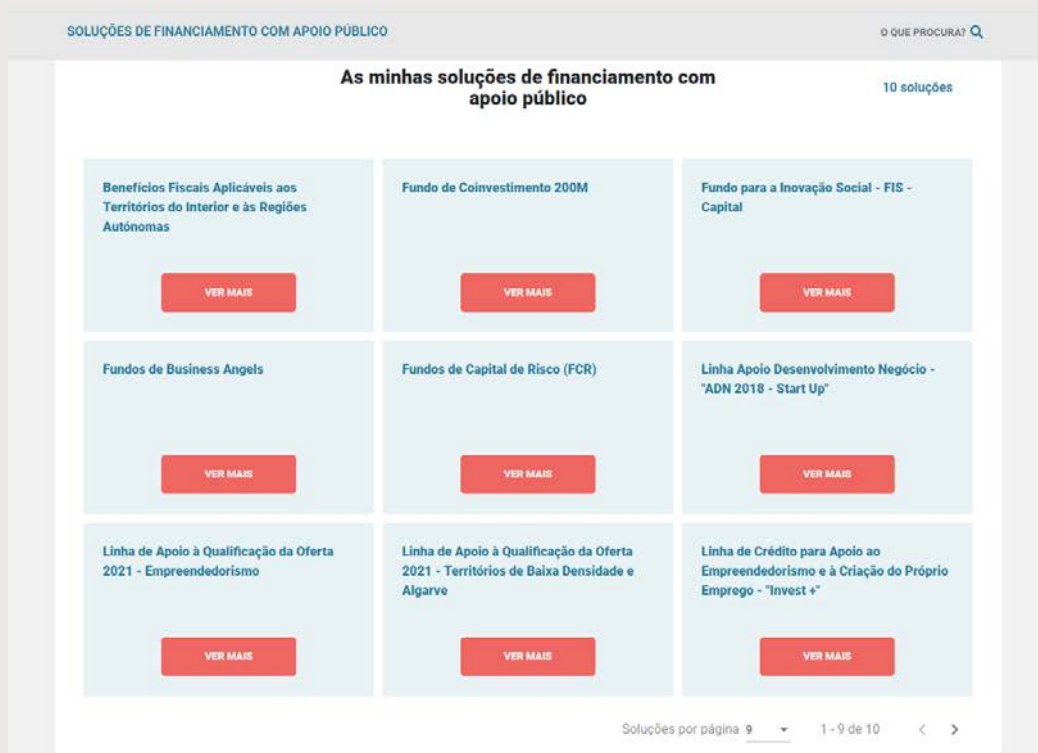 SOLUÇÕES DE FINANCIAMENTO COM APOIO PÚBLICO
O QUE PROCURA?
As minhas soluções de financiamento com
apoio público
10 soluções
Benefícios Fiscais Aplicáveis aos
Territórios do Interior e às Regiões
Autónomas
VER MAIS
Fundo de Coinvestimento 200M
VER MAIS
Fundo para a Inovação Social - FIS -
Capital
VER MAIS
Fundos de Business Angels
VER MAIS
Fundos de Capital de Risco (FCR)
VER MAIS
Linha Apoio Desenvolvimento Negócio -
"ADN 2018 - Start Up"
VER MAIS
Linha de Apoio à Qualificação da Oferta
2021 - Empreendedorismo
VER MAIS
Linha de Apoio à Qualificação da Oferta
2021 - Territórios de Baixa Densidade e
Algarve
VER MAIS
Linha de Crédito para Apoio ao
Empreendedorismo e à Criação do Próprio
Emprego - "Invest +"
VER MAIS
Soluções por página 9
1 - 9 de 10